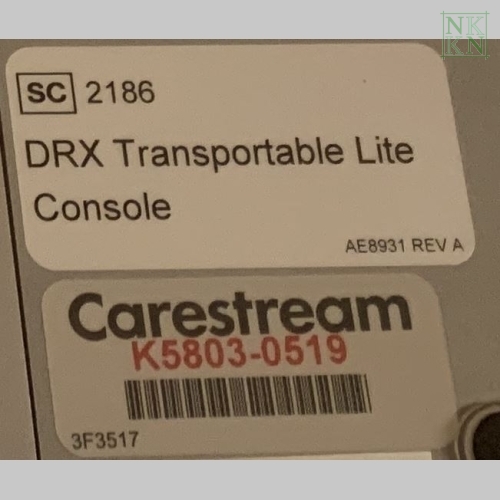 NK
KN
SC 2186
DRX Transportable Lite
Console
AE8931 REV A
Carestream
K5803-0519
3F3517